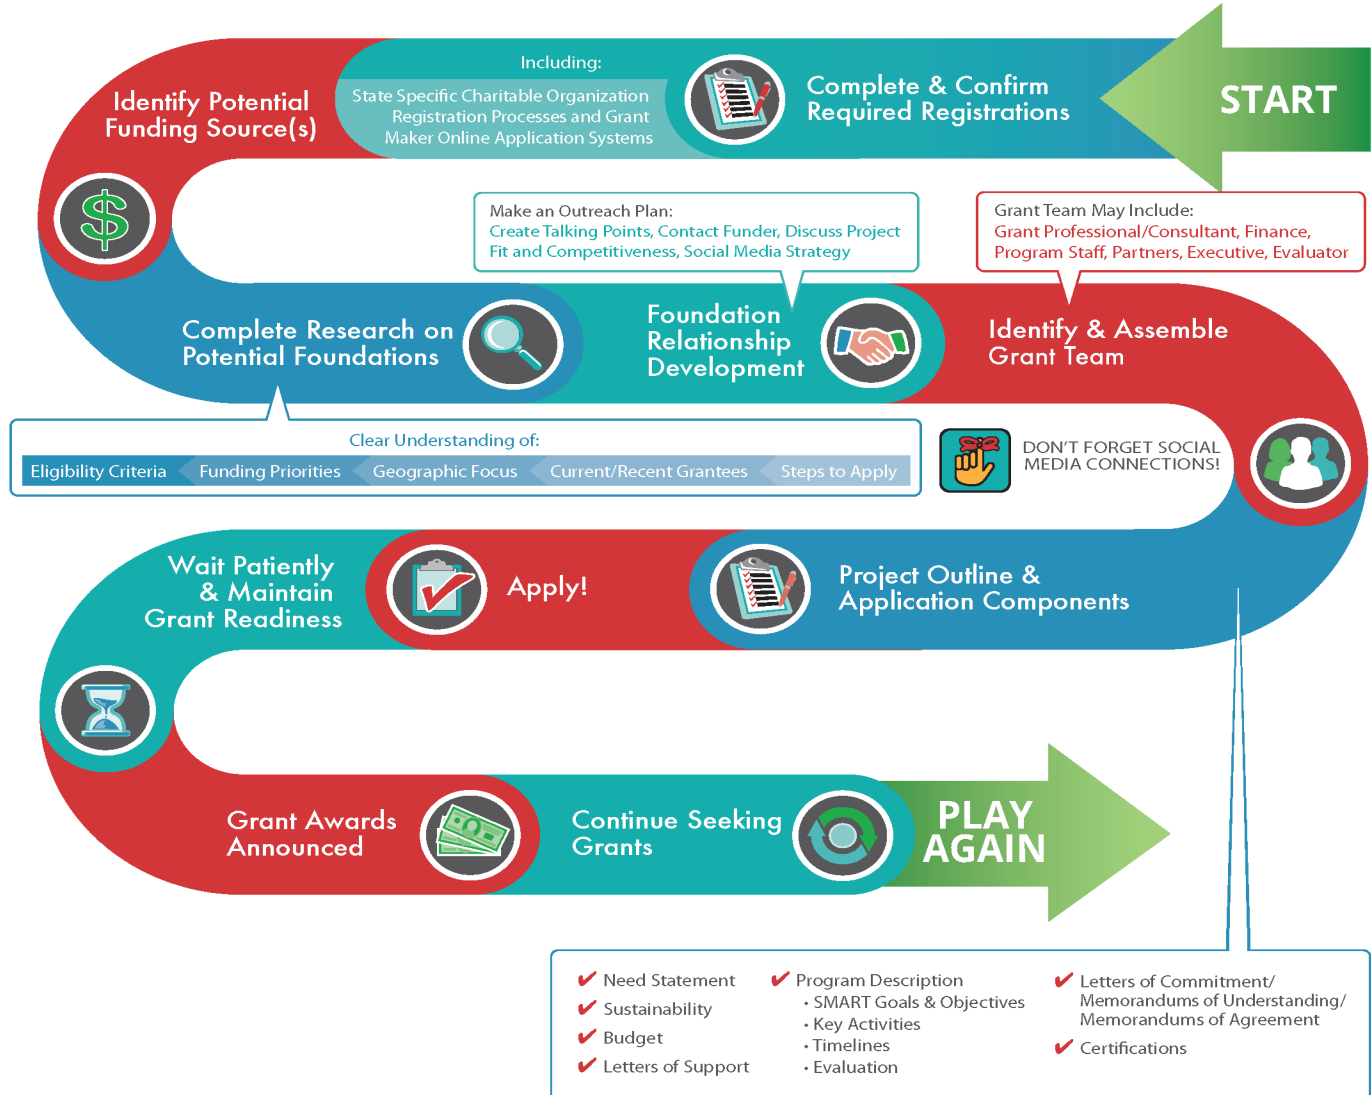 START
Complete & Confirm
Required Registrations
Including:
State Specific Charitable Organization
Registration Processes and Grant
Maker Online Application Systems
Identify Potential
Funding Source(s)
$
Complete Research on
Potential Foundations
Clear Understanding of:
Eligibility Criteria
Funding Priorities
Geographic Focus
Current/Recent Grantees
Steps to Apply
Make an Outreach Plan:
Create Talking Points, Contact Funder, Discuss Project
Fit and Competitiveness, Social Media Strategy
Foundation
Relationship
Development
Grant Team May Include:
Grant Professional/Consultant, Finance,
Program Staff, Partners, Executive, Evaluator
Identify & Assemble
Grant Team
DON'T FORGET SOCIAL
MEDIA CONNECTIONS!
Project Outline &
Application Components
Apply!
Wait Patiently
& Maintain
Grant Readiness
Grant Awards
Announced
Continue Seeking
Grants
PLAY
AGAIN
✔ Need Statement
✔ Sustainability
✔ Budget
✔ Letters of Support
✔ Program Description
• SMART Goals & Objectives
• Key Activities
• Timelines
• Evaluation
✔ Letters of Commitment/
Memorandums of Understanding/
Memorandums of Agreement
✔ Certifications